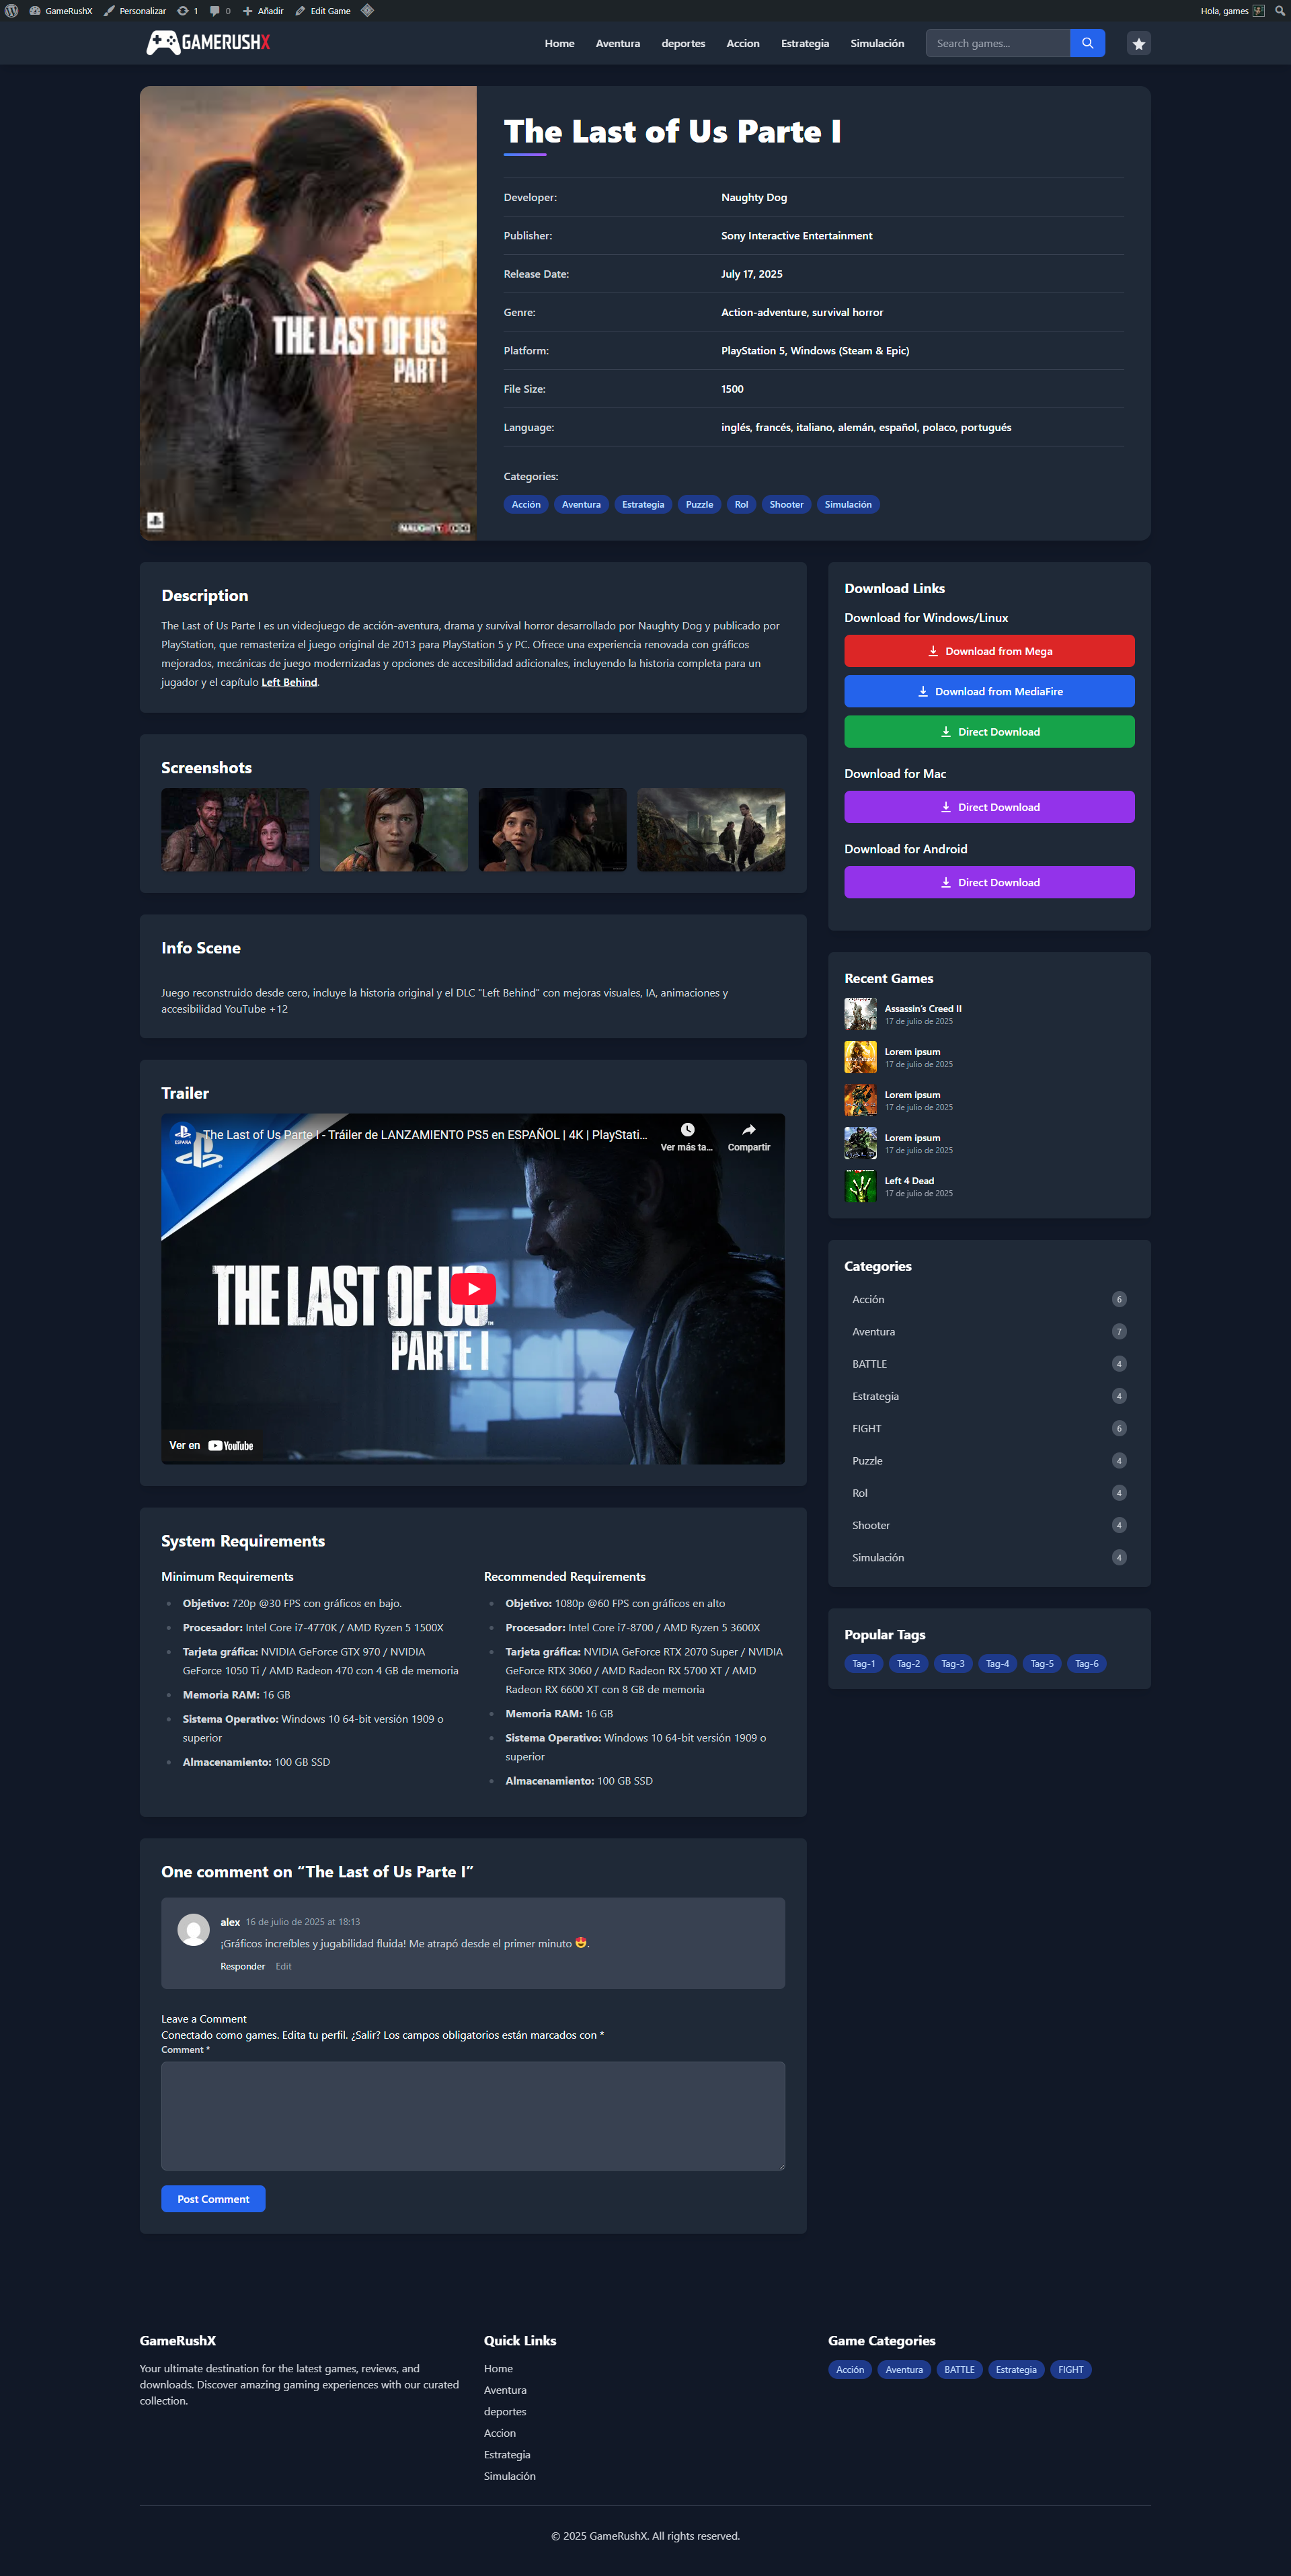 GameRushX
Personalizar
1
0
Añadir
Edit Game
Hola, games
GAMERUSHX
Home
Aventura
deportes
Accion
Estrategia
Simulación
Search games...
THE LAST OF US
PART I
NAUGHTY DOG
The Last of Us Parte I
Developer: Naughty Dog
Publisher: Sony Interactive Entertainment
Release Date: July 17, 2025
Genre: Action-adventure, survival horror
Platform: PlayStation 5, Windows (Steam & Epic)
File Size: 1500
Language: inglés, francés, italiano, alemán, español, polaco, portugués
Categories:
Acción Aventura Estrategia Puzzle Rol Shooter Simulación
Description
The Last of Us Parte I es un videojuego de acción-aventura, drama y survival horror desarrollado por Naughty Dog y publicado por
PlayStation, que remasteriza el juego original de 2013 para PlayStation 5 y PC. Ofrece una experiencia renovada con gráficos
mejorados, mecánicas de juego modernizadas y opciones de accesibilidad adicionales, incluyendo la historia completa para un
jugador y el capítulo Left Behind.
Screenshots
Info Scene
Juego reconstruido desde cero, incluye la historia original y el DLC "Left Behind" con mejoras visuales, IA, animaciones y
accesibilidad YouTube +12
Trailer
ESPAÑA
The Last of Us Parte I - Tráiler de LANZAMIENTO PS5 en ESPAÑOL | 4K | PlayStati...
Ver más ta...
Compartir
THE LAST OF US
PARTE I
Ver en YouTube
System Requirements
Minimum Requirements
Objetivo: 720p @30 FPS con gráficos en bajo.
Procesador: Intel Core i7-4770K / AMD Ryzen 5 1500X
Tarjeta gráfica: NVIDIA GeForce GTX 970 / NVIDIA
GeForce 1050 Ti / AMD Radeon 470 con 4 GB de memoria
Memoria RAM: 16 GB
Sistema Operativo: Windows 10 64-bit versión 1909 o
superior
Almacenamiento: 100 GB SSD
Recommended Requirements
Objetivo: 1080p @60 FPS con gráficos en alto
Procesador: Intel Core i7-8700 / AMD Ryzen 5 3600X
Tarjeta gráfica: NVIDIA GeForce RTX 2070 Super / NVIDIA
GeForce RTX 3060 / AMD Radeon RX 5700 XT / AMD
Radeon RX 6600 XT con 8 GB de memoria
Memoria RAM: 16 GB
Sistema Operativo: Windows 10 64-bit versión 1909 o
superior
Almacenamiento: 100 GB SSD
One comment on “The Last of Us Parte I”
alex 16 de julio de 2025 at 18:13
¡Gráficos increíbles y jugabilidad fluida! Me atrapó desde el primer minuto 😍.
Responder Edit
Leave a Comment
Conectado como games. Edita tu perfil. ¿Salir? Los campos obligatorios están marcados con *
Comment *
Post Comment
Download Links
Download for Windows/Linux
Download from Mega
Download from MediaFire
Direct Download
Download for Mac
Direct Download
Download for Android
Direct Download
Recent Games
Assassin's Creed II
17 de julio de 2025
Lorem ipsum
17 de julio de 2025
Lorem ipsum
17 de julio de 2025
Lorem ipsum
17 de julio de 2025
Left 4 Dead
17 de julio de 2025
Categories
Acción 6
Aventura 7
BATTLE 4
Estrategia 4
FIGHT 6
Puzzle 4
Rol 4
Shooter 4
Simulación 4
Popular Tags
Tag-1 Tag-2 Tag-3 Tag-4 Tag-5 Tag-6
GameRushX
Your ultimate destination for the latest games, reviews, and
downloads. Discover amazing gaming experiences with our curated
collection.
Quick Links
Home
Aventura
deportes
Accion
Estrategia
Simulación
Game Categories
Acción Aventura BATTLE Estrategia FIGHT
© 2025 GameRushX. All rights reserved.